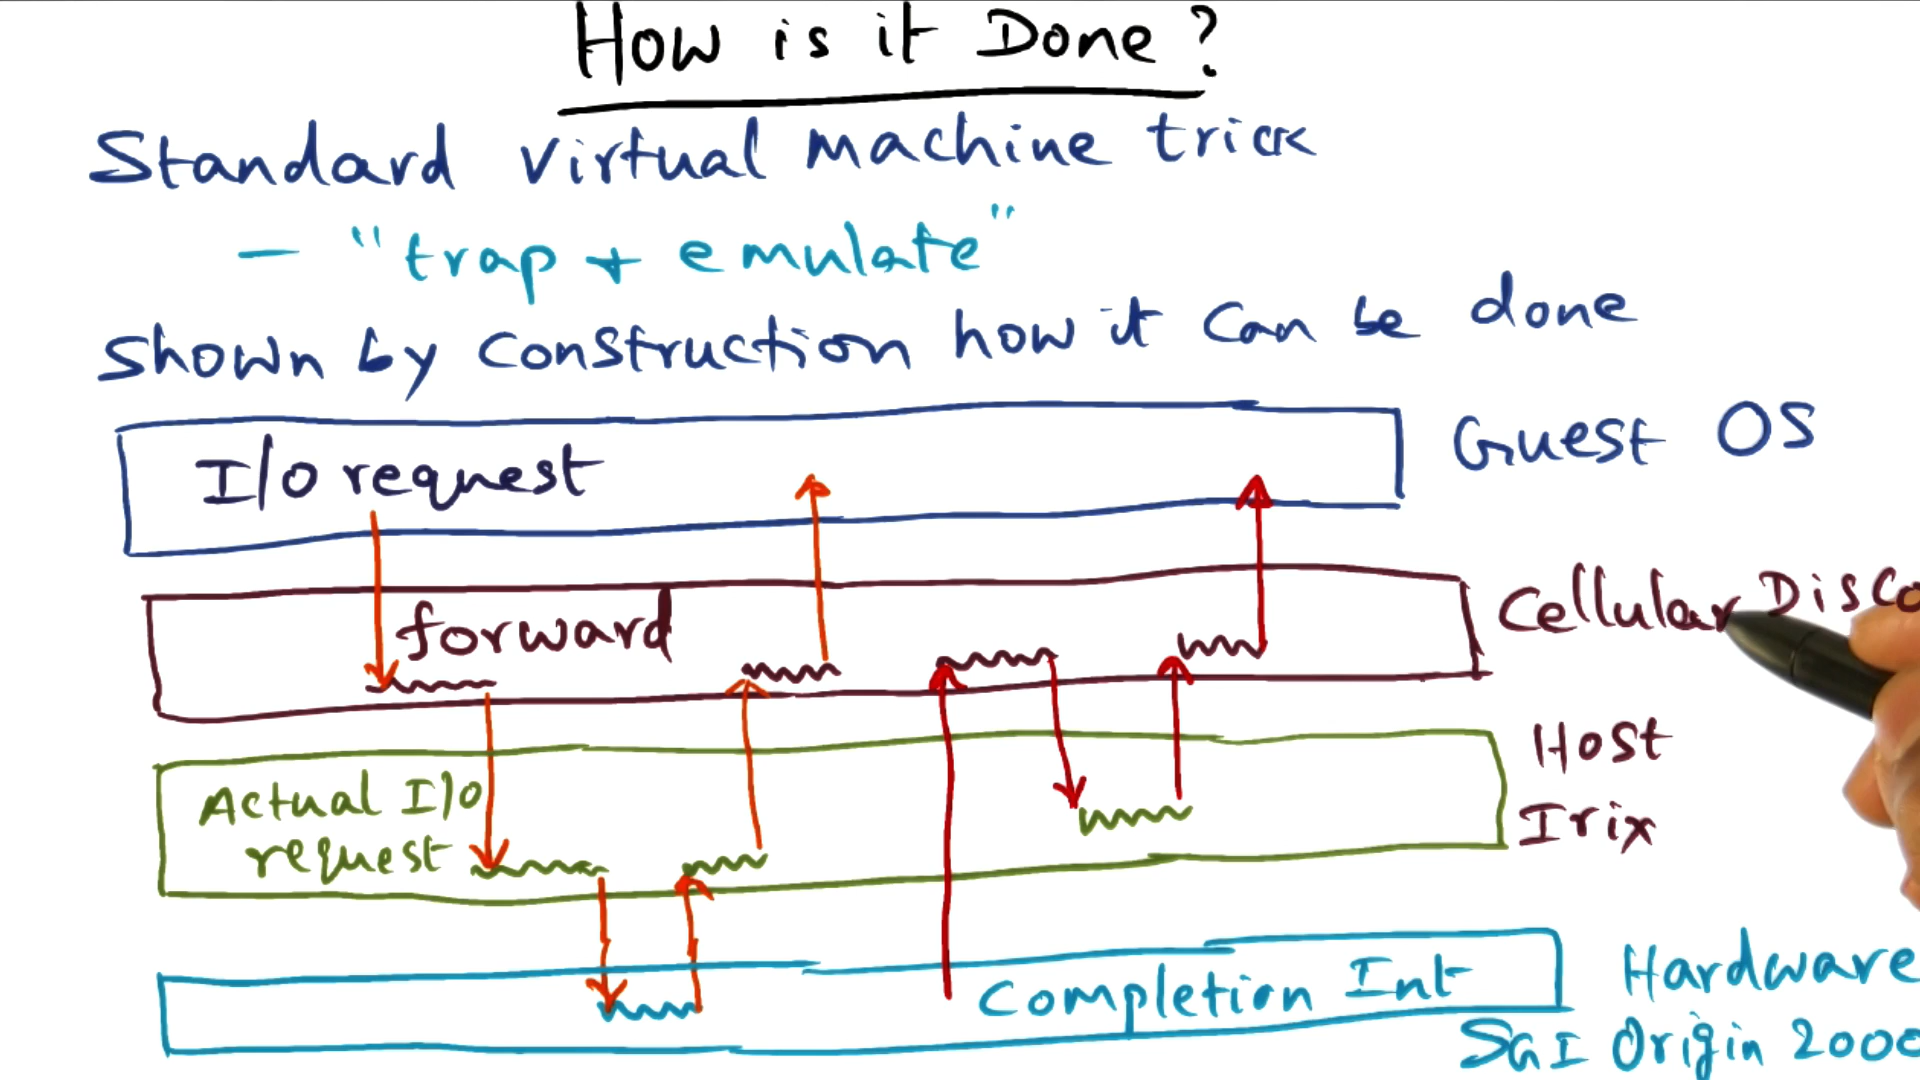 How is it Done?
Standard virtual machine trick
- "trap + emulate"
Shown by construction how it can be done
I/O request
Guest OS
forward
Cellular Disco
Actual I/O
request
Host
Irix
Completion Int
Hardware
SGI Origin 2000